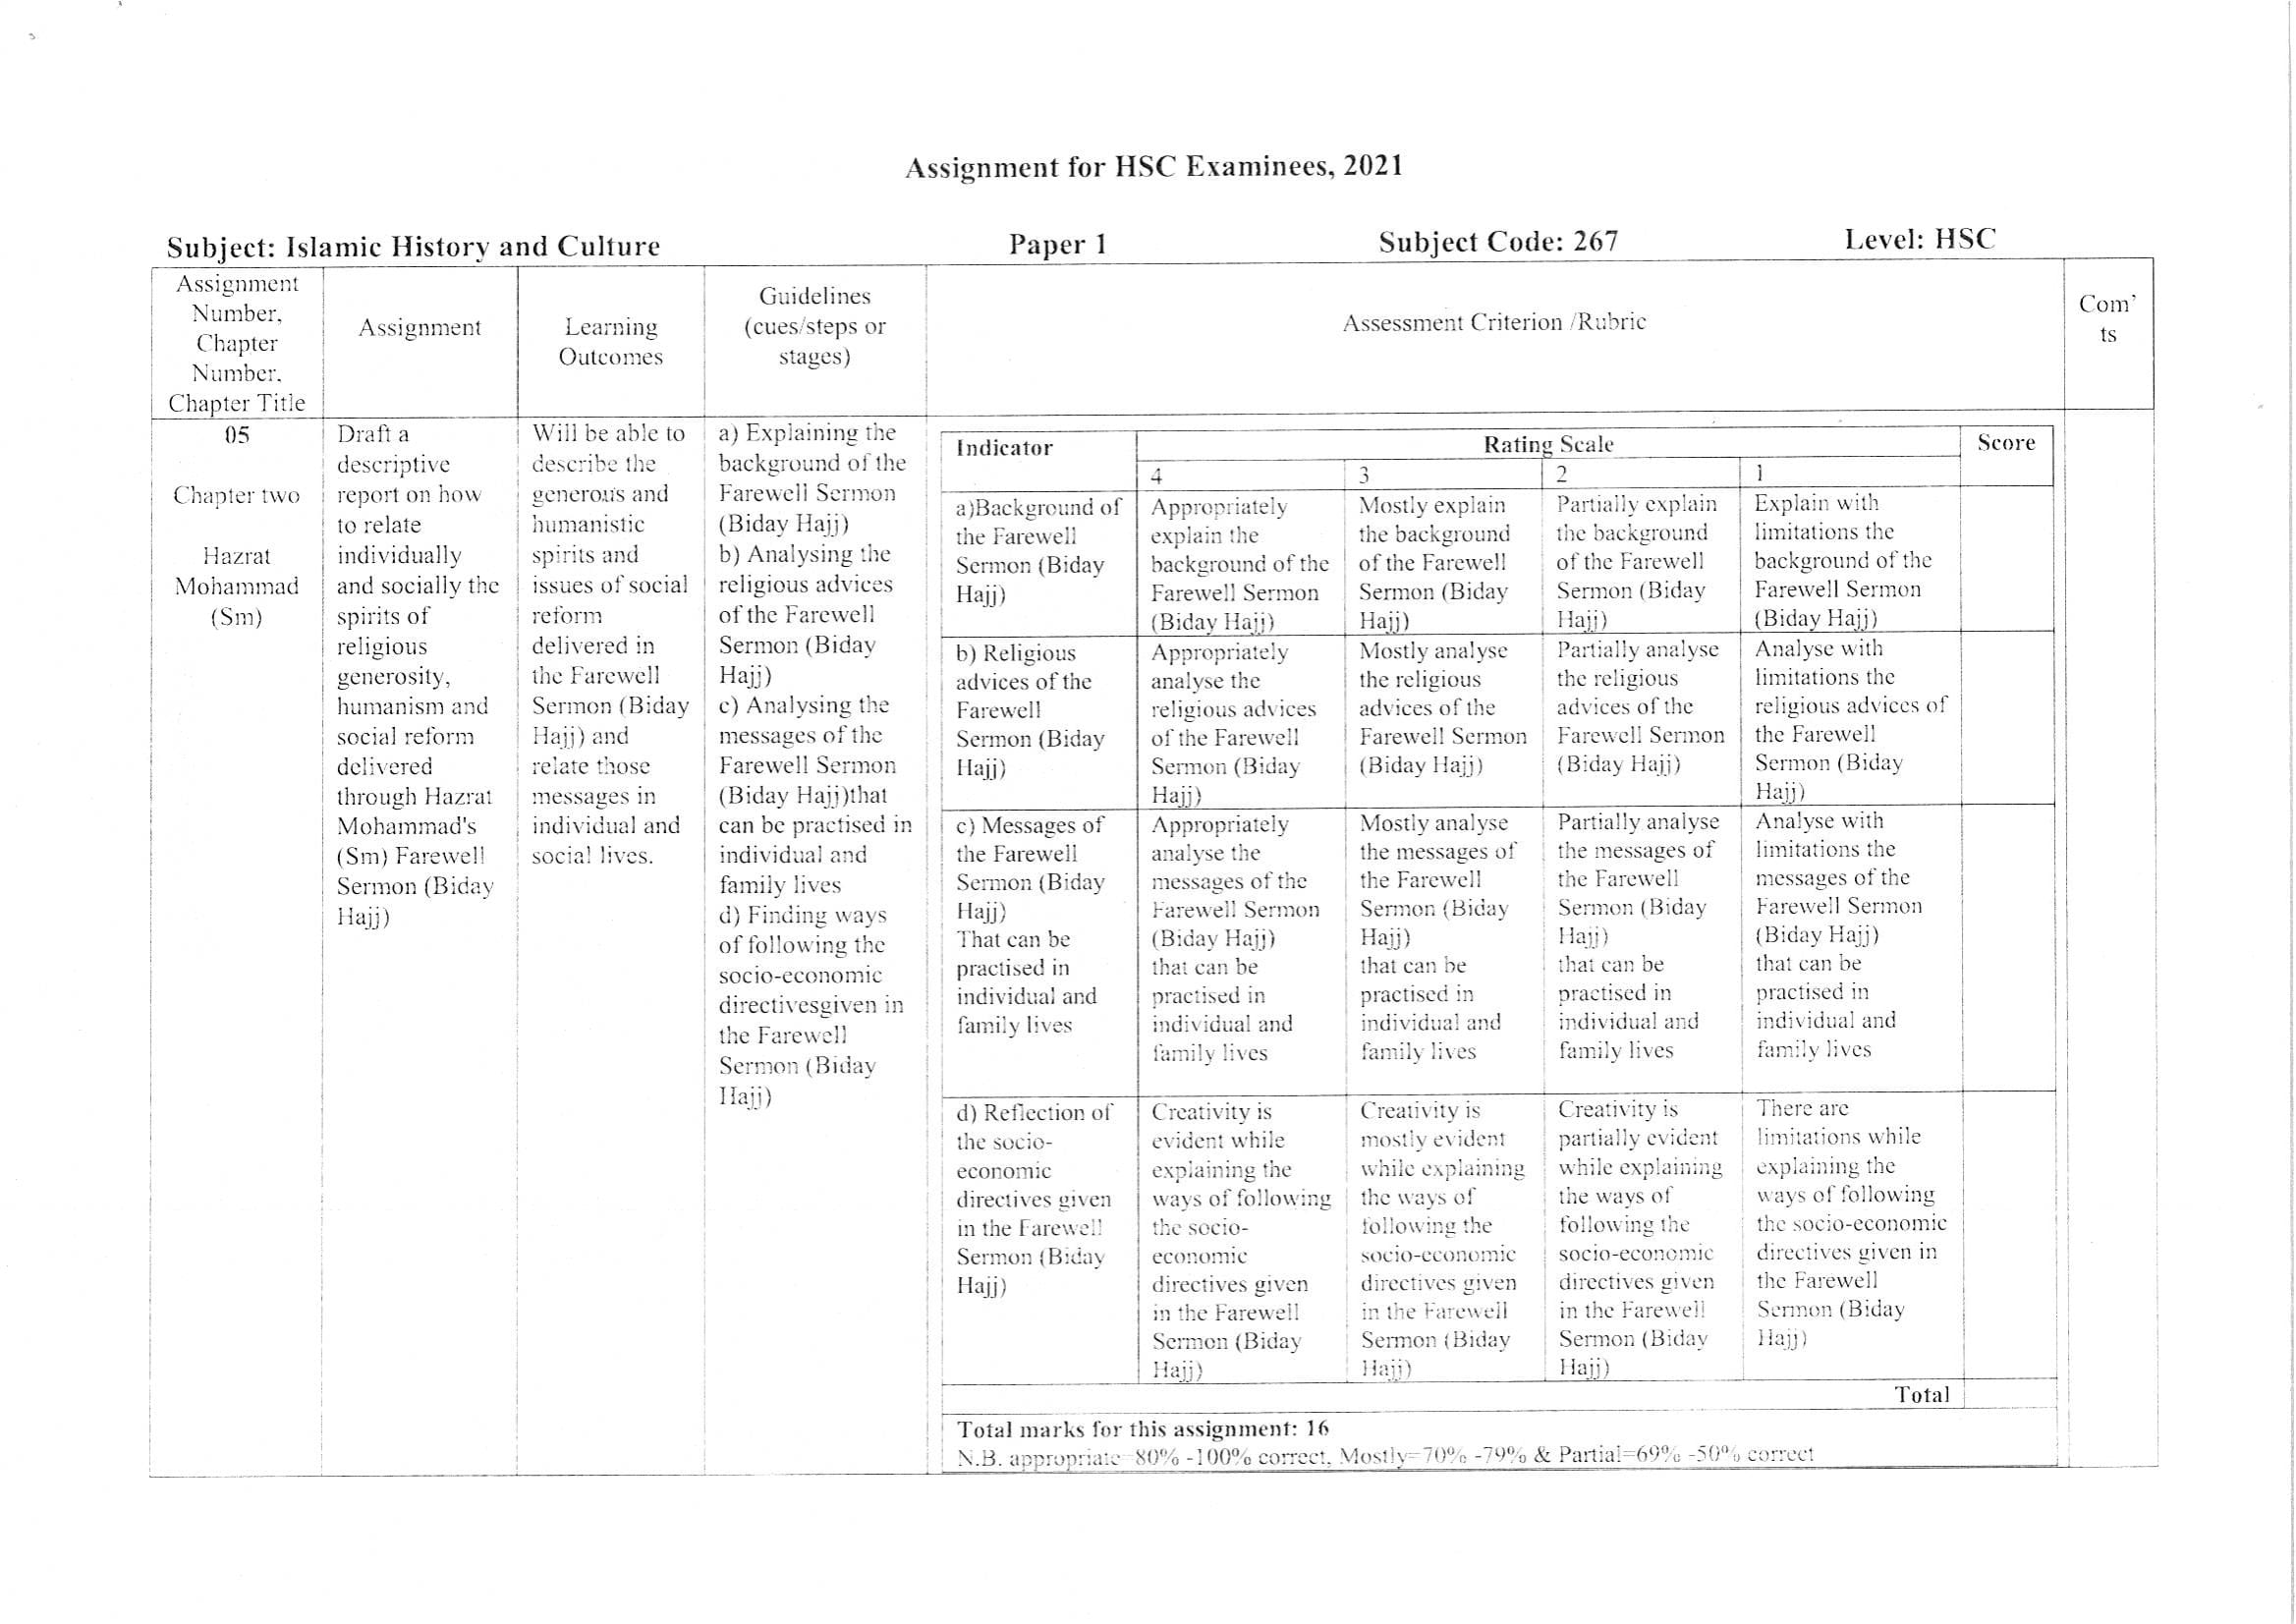 Assignment for HSC Examinees, 2021
Subject: Islamic History and Culture
Paper 1
Subject Code: 267
Level: HSC
Assignment
Number,
Chapter
Number,
Chapter Title
Assignment
Learning
Outcomes
Guidelines
(cues/steps or
stages)
Assessment Criterion /Rubric
Com'
ts
05
Chapter two
Hazrat
Mohammad
(Sm)
Draft a
descriptive
report on how
to relate
individually
and socially the
spirits of
religious
generosity,
humanism and
social reform
delivered
through Hazrat
Mohammad's
(Sm) Farewell
Sermon (Biday
Hajj)
Will be able to
describe the
generous and
humanistic
spirits and
issues of social
reform
delivered in
the Farewell
Sermon (Biday
Hajj) and
relate those
messages in
individual and
social lives.
a) Explaining the
background of the
Farewell Sermon
(Biday Hajj)
b) Analysing the
religious advices
of the Farewell
Sermon (Biday
Hajj)
c) Analysing the
messages of the
Farewell Sermon
(Biday Hajj)that
can be practised in
individual and
family lives
d) Finding ways
of following the
socio-economic
directivesgiven in
the Farewell
Sermon (Biday
Hajj)
Indicator
Rating Scale
Score
4
3
2
1
a)Background of
the Farewell
Sermon (Biday
Hajj)
Appropriately
explain the
background of the
Farewell Sermon
(Biday Hajj)
Mostly explain
the background
of the Farewell
Sermon (Biday
Hajj)
Partially explain
the background
of the Farewell
Sermon (Biday
Hajj)
Explain with
limitations the
background of the
Farewell Sermon
(Biday Hajj)
b) Religious
advices of the
Farewell
Sermon (Biday
Hajj)
Appropriately
analyse the
religious advices
of the Farewell
Sermon (Biday
Hajj)
Mostly analyse
the religious
advices of the
Farewell Sermon
(Biday Hajj)
Partially analyse
the religious
advices of the
Farewell Sermon
(Biday Hajj)
Analyse with
limitations the
religious advices of
the Farewell
Sermon (Biday
Hajj)
c) Messages of
the Farewell
Sermon (Biday
Hajj)
That can be
practised in
individual and
family lives
Appropriately
analyse the
messages of the
Farewell Sermon
(Biday Hajj)
that can be
practised in
individual and
family lives
Mostly analyse
the messages of
the Farewell
Sermon (Biday
Hajj)
that can be
practised in
individual and
family lives
Partially analyse
the messages of
the Farewell
Sermon (Biday
Hajj)
that can be
practised in
individual and
family lives
Analyse with
limitations the
messages of the
Farewell Sermon
(Biday Hajj)
that can be
practised in
individual and
family lives
d) Reflection of
the socio-
economic
directives given
in the Farewell
Sermon (Biday
Hajj)
Creativity is
evident while
explaining the
ways of following
the socio-
economic
directives given
in the Farewell
Sermon (Biday
Hajj)
Creativity is
mostly evident
while explaining
the ways of
following the
socio-economic
directives given
in the Farewell
Sermon (Biday
Hajj)
Creativity is
partially evident
while explaining
the ways of
following the
socio-economic
directives given
in the Farewell
Sermon (Biday
Hajj)
There are
limitations while
explaining the
ways of following
the socio-economic
directives given in
the Farewell
Sermon (Biday
Hajj)
Total
Total marks for this assignment: 16
N.B. appropriate=80% -100% correct, Mostly=70% -79% & Partial=69% -50% correct